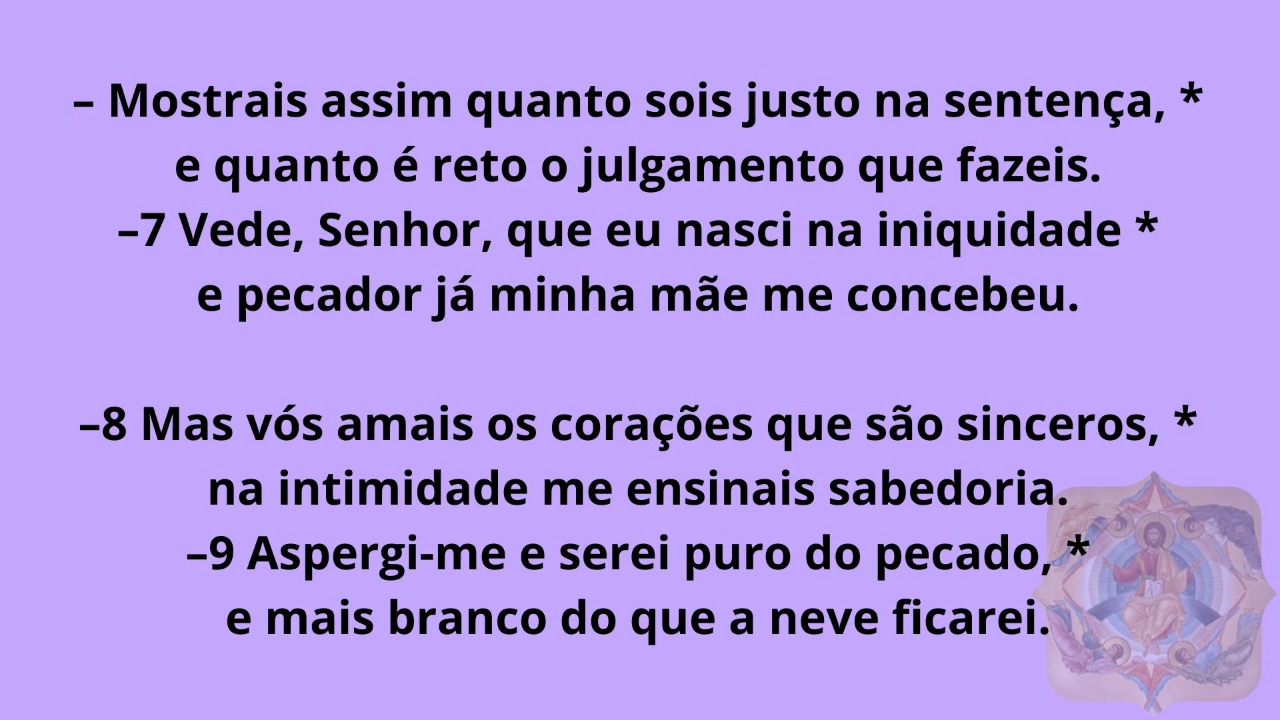 – Mostrais assim quanto sois justo na sentença, *
e quanto é reto o julgamento que fazeis.
–7 Vede, Senhor, que eu nasci na iniquidade *
e pecador já minha mãe me concebeu.
–8 Mas vós amais os corações que são sinceros, *
na intimidade me ensinais sabedoria.
–9 Aspergi-me e serei puro do pecado, *
e mais branco do que a neve ficarei.